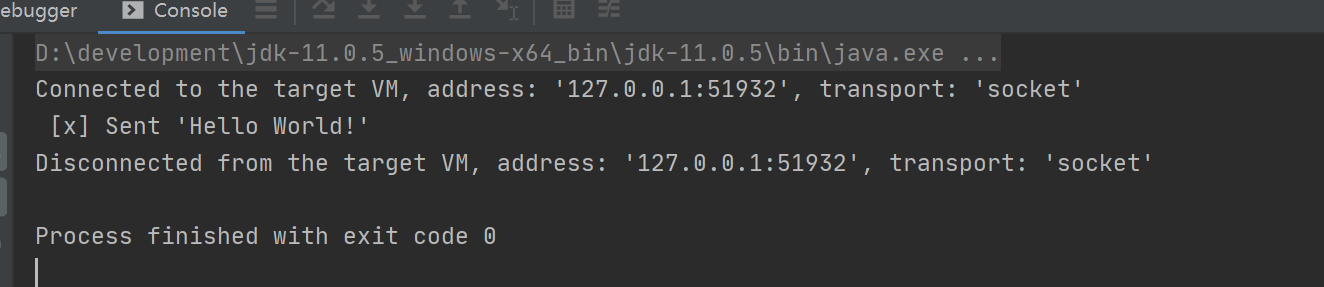 ebugger Console
D:\development\jdk-11.0.5_windows-x64_bin\jdk-11.0.5\bin\java.exe ...
Connected to the target VM, address: '127.0.0.1:51932', transport: 'socket'
 [x] Sent 'Hello World!'
Disconnected from the target VM, address: '127.0.0.1:51932', transport: 'socket'
Process finished with exit code 0